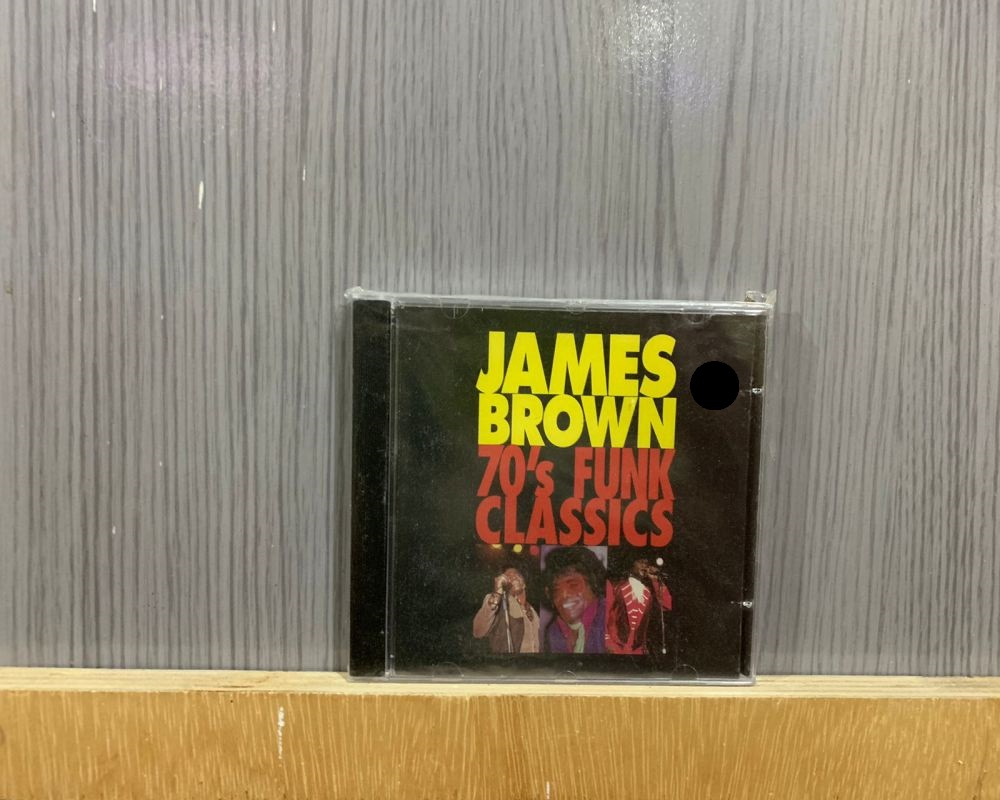 JAMES
BROWN
70's FUNK
CLASSICS